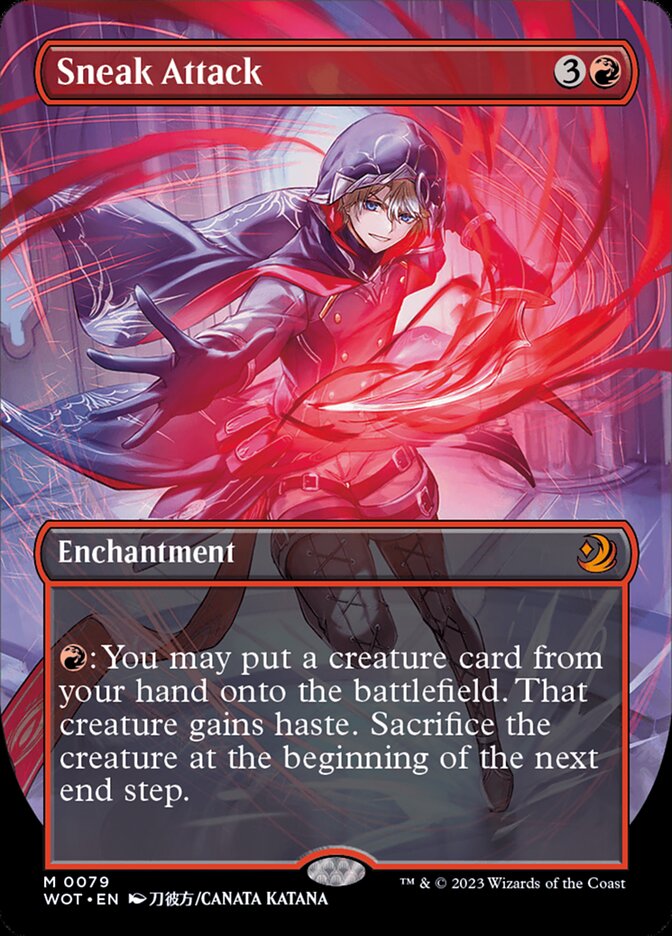 Sneak Attack
3
Enchantment
: You may put a creature card from
your hand onto the battlefield. That
creature gains haste. Sacrifice the
creature at the beginning of the next
end step.
M 0079
™ & © 2023 Wizards of the Coast
WOT • EN 刀彼方/CANATA KATANA